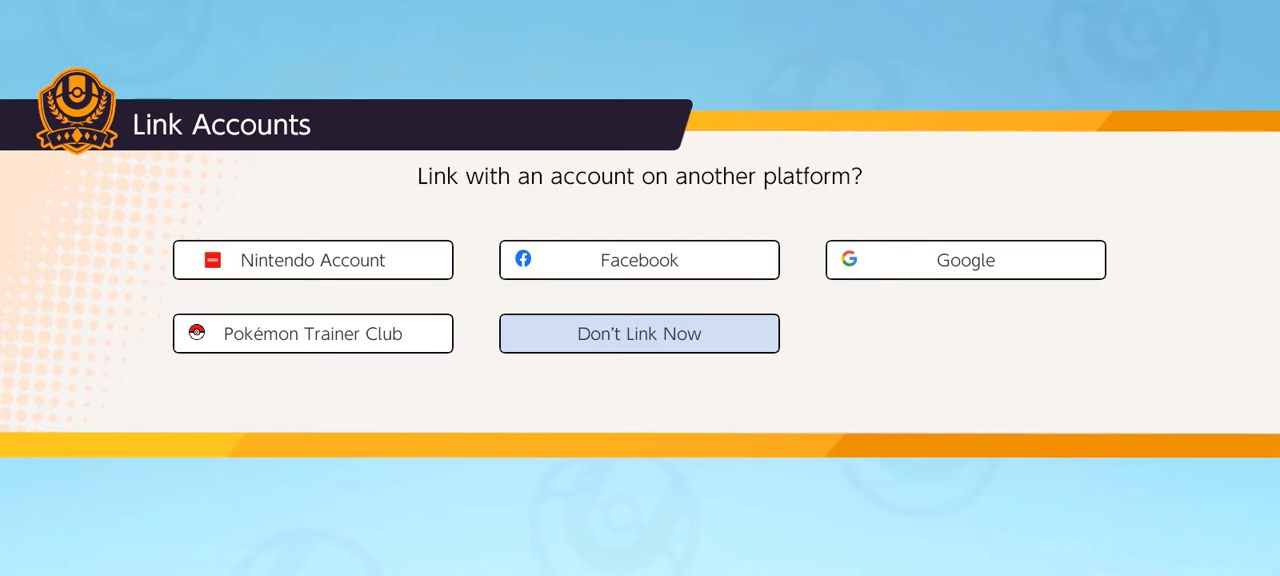 Link Accounts
Link with an account on another platform?
Nintendo Account
Facebook
Google
Pokémon Trainer Club
Don’t Link Now